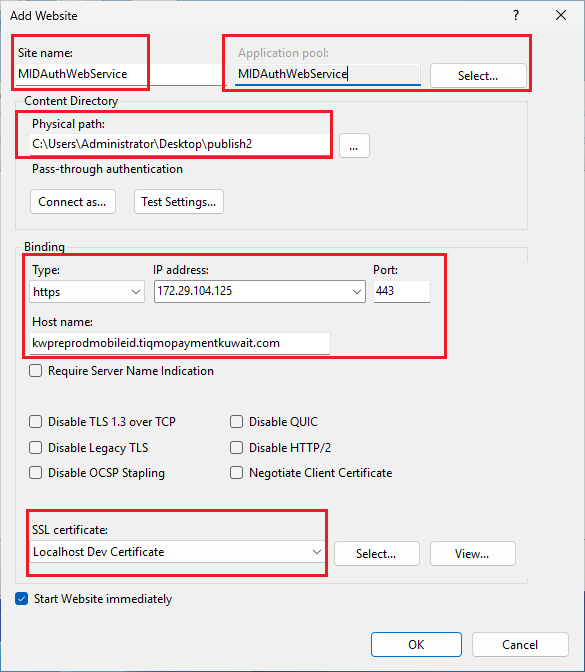 Add Website
?
Site name:
Application pool:
MIDAuthWebService
MIDAuthWebService
Select...
Content Directory
Physical path:
C:\Users\Administrator\Desktop\publish2
...
Pass-through authentication
Connect as...
Test Settings...
Binding
Type:
IP address:
Port:
https
172.29.104.125
443
Host name:
kwpreprodmobileid.tiqmopaymentkuwait.com
Require Server Name Indication
Disable TLS 1.3 over TCP
Disable QUIC
Disable Legacy TLS
Disable HTTP/2
Disable OCSP Stapling
Negotiate Client Certificate
SSL certificate:
Localhost Dev Certificate
Select...
View...
Start Website immediately
OK
Cancel